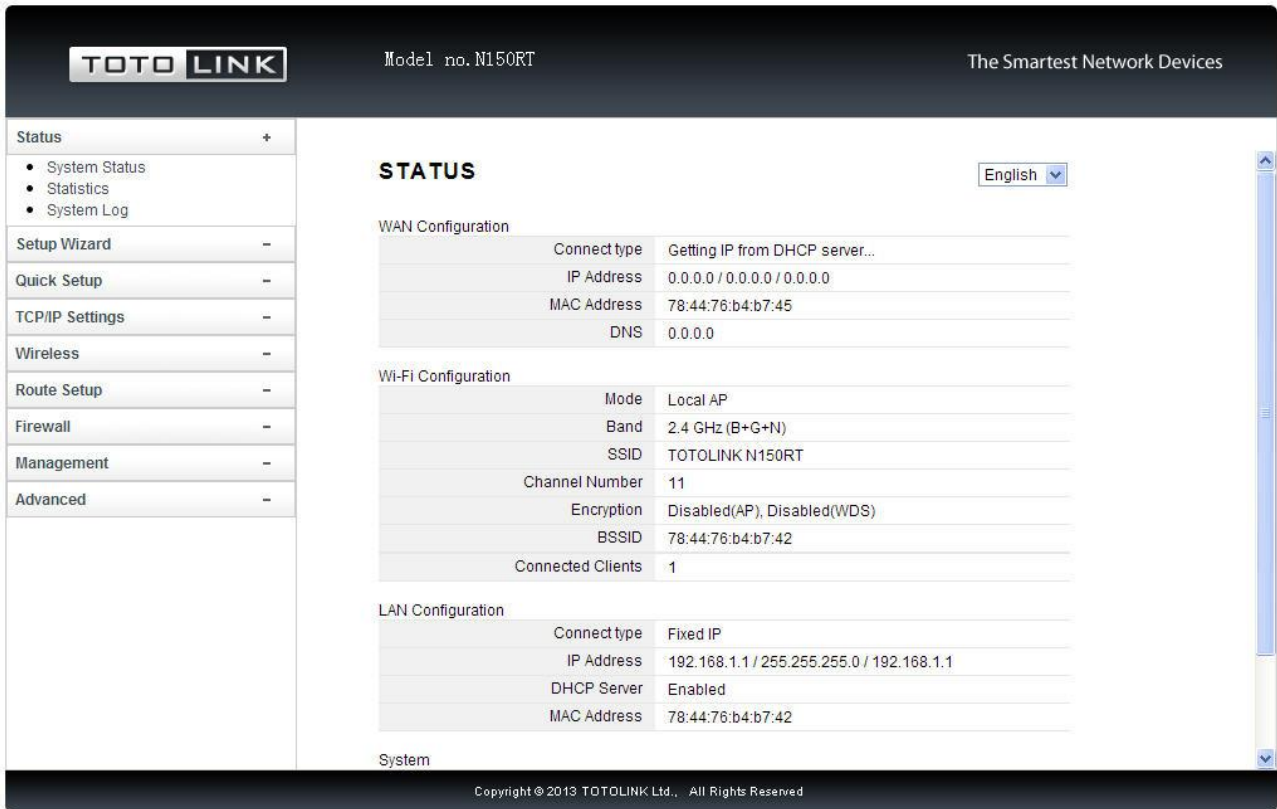 TOTO LINK
Model no.N150RT
The Smartest Network Devices
Status +
System Status
Statistics
System Log
Setup Wizard -
Quick Setup -
TCP/IP Settings -
Wireless -
Route Setup -
Firewall -
Management -
Advanced -
STATUS
English
WAN Configuration
Connect type Getting IP from DHCP server...
IP Address 0.0.0.0 / 0.0.0.0 / 0.0.0.0
MAC Address 78:44:76:b4:b7:45
DNS 0.0.0.0
Wi-Fi Configuration
Mode Local AP
Band 2.4 GHz (B+G+N)
SSID TOTOLINK N150RT
Channel Number 11
Encryption Disabled(AP), Disabled(WDS)
BSSID 78:44:76:b4:b7:42
Connected Clients 1
LAN Configuration
Connect type Fixed IP
IP Address 192.168.1.1 / 255.255.255.0 / 192.168.1.1
DHCP Server Enabled
MAC Address 78:44:76:b4:b7:42
System
Copyright © 2013 TOTOLINK Ltd., All Rights Reserved